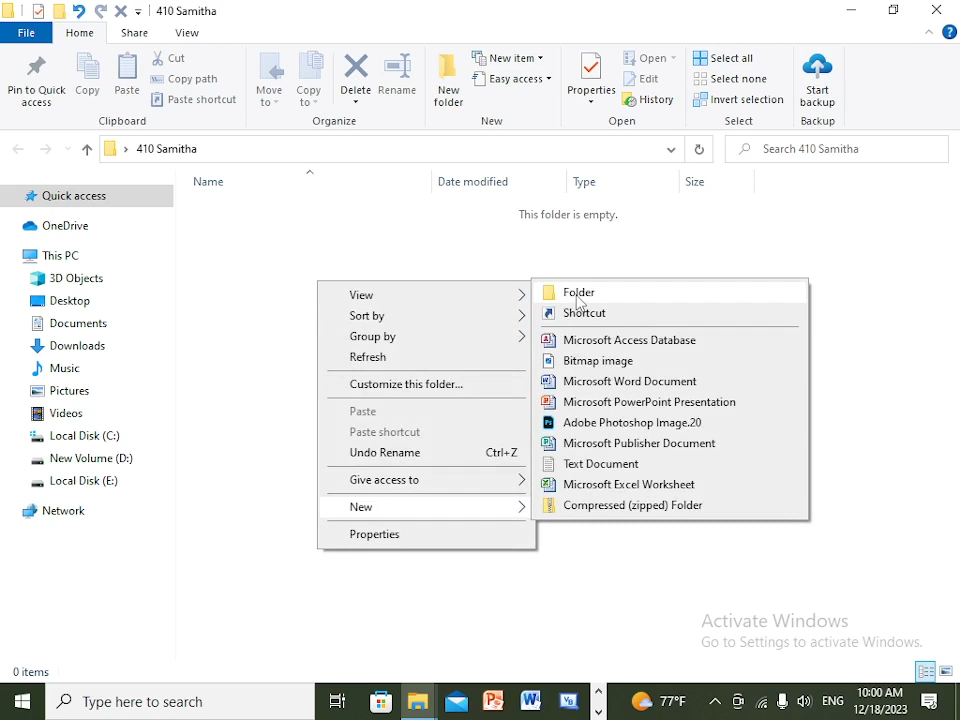 410 Samitha
File Home Share View
Pin to Quick access
Copy
Paste
Cut
Copy path
Paste shortcut
Clipboard
Move to
Copy to
Delete
Rename
Organize
New folder
New item
Easy access
New
Properties
Open
Edit
History
Open
Select all
Select none
Invert selection
Select
Start backup
Backup
410 Samitha
Search 410 Samitha
Name Date modified Type Size
This folder is empty.
Quick access
OneDrive
This PC
3D Objects
Desktop
Documents
Downloads
Music
Pictures
Videos
Local Disk (C:)
New Volume (D:)
Local Disk (E:)
Network
View
Sort by
Group by
Refresh
Customize this folder...
Paste
Paste shortcut
Undo Rename Ctrl+Z
Give access to
New
Properties
Folder
Shortcut
Microsoft Access Database
Bitmap image
Microsoft Word Document
Microsoft PowerPoint Presentation
Adobe Photoshop Image.20
Microsoft Publisher Document
Text Document
Microsoft Excel Worksheet
Compressed (zipped) Folder
Activate Windows
Go to Settings to activate Windows.
0 items
Type here to search
77°F
ENG
10:00 AM
12/18/2023